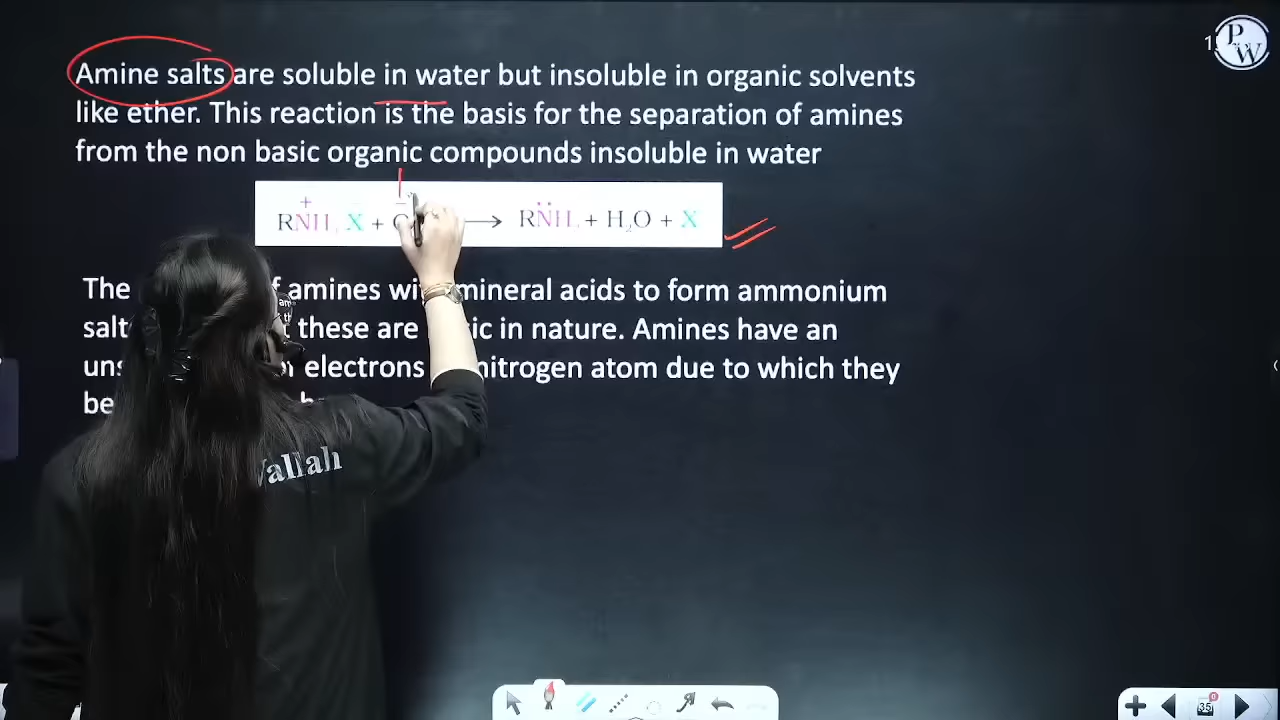 Amine salts are soluble in water but insoluble in organic solvents
like ether. This reaction is the basis for the separation of amines
from the non basic organic compounds insoluble in water
RNH X + → RNH + H₂O + X
The amines mineral acids to form ammonium
these are in nature. Amines have an
electrons nitrogen atom due to which they
be
Vallah
PW
35